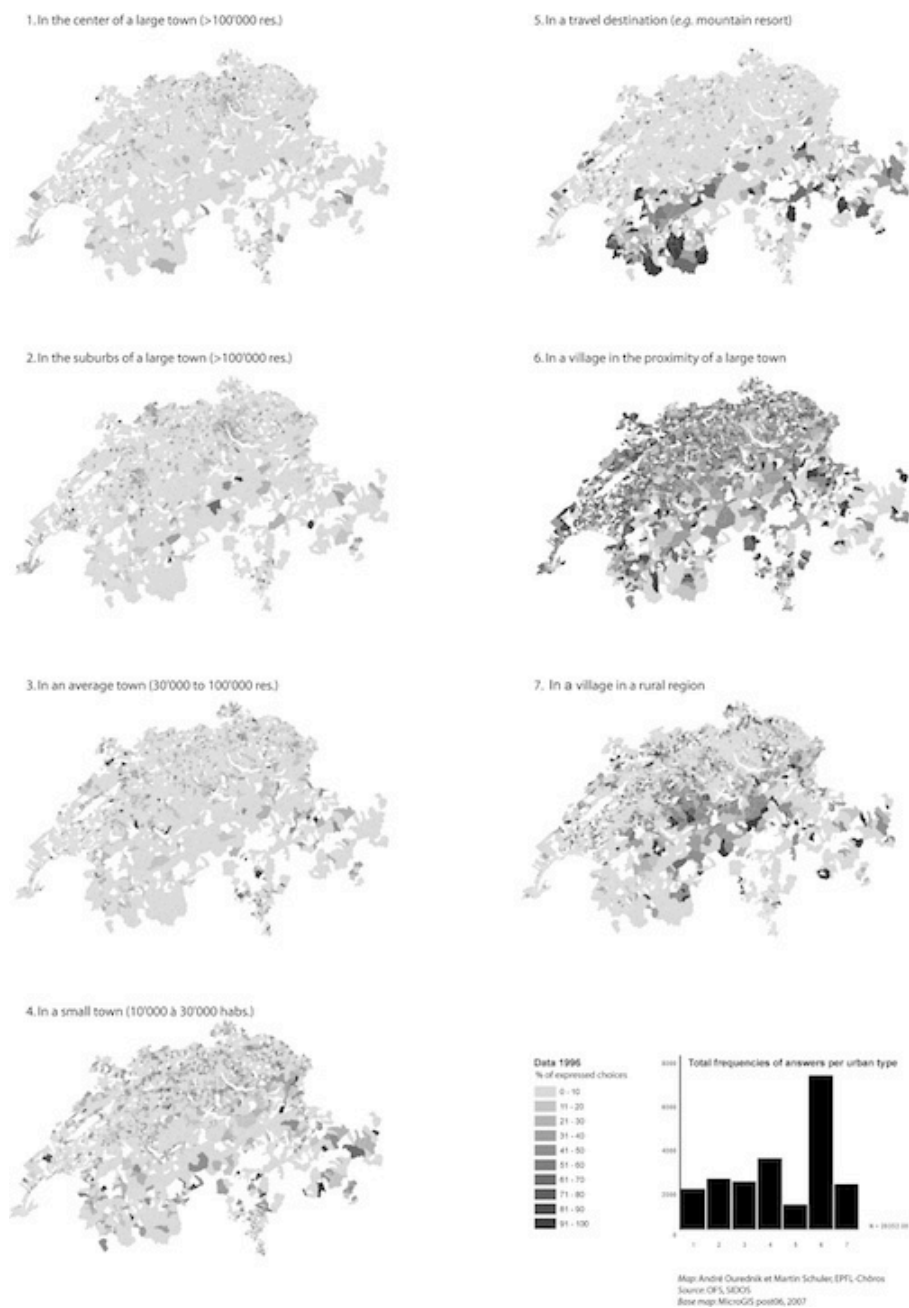 1. In the center of a large town (>100'000 res.)
5. In a travel destination (e.g. mountain resort)
2. In the suburbs of a large town (>100'000 res.)
6. In a village in the proximity of a large town
3. In an average town (30'000 to 100'000 res.)
7. In a village in a rural region
4. In a small town (10'000 à 30'000 habs.)
Data 1996
% of expressed choices
0 - 10
11 - 20
21 - 30
31 - 40
41 - 50
51 - 60
61 - 70
71 - 80
81 - 90
91 - 100
Total frequencies of answers per urban type
8000
6000
4000
2000
0
1 2 3 4 5 6 7
Map: André Ourednik et Martin Schuler, EPFL-Chôros
Source: OFS, SIDOS
Base map: MicroGIS post06, 2007